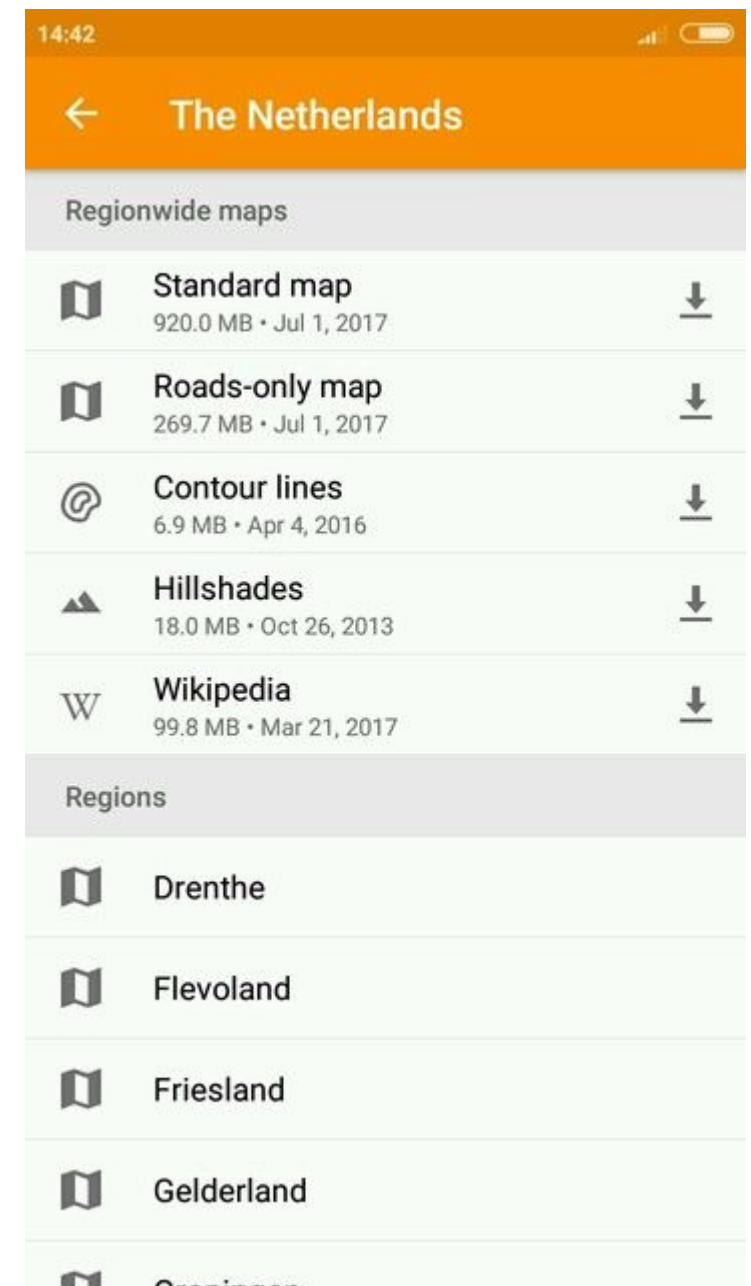 14:42
The Netherlands
Regionwide maps
Standard map
920.0 MB • Jul 1, 2017
Roads-only map
269.7 MB • Jul 1, 2017
Contour lines
6.9 MB • Apr 4, 2016
Hillshades
18.0 MB • Oct 26, 2013
W Wikipedia
99.8 MB • Mar 21, 2017
Regions
Drenthe
Flevoland
Friesland
Gelderland